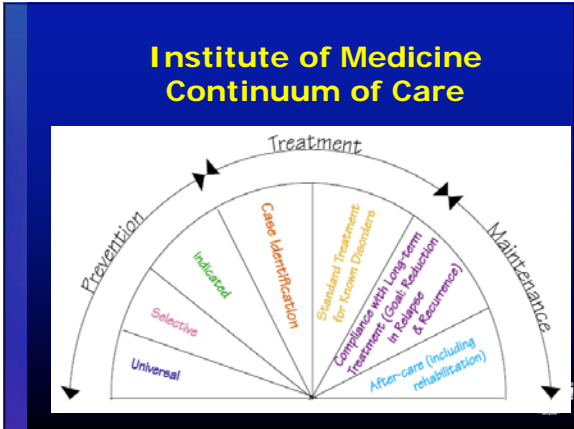 Institute of Medicine
Continuum of Care
Treatment
Prevention
Maintenance
Universal
Selective
Indicated
Case Identification
Standard Treatment
for Known Disorders
Compliance with Long-term
Treatment (Goal: Reduction
in Relapse
& Recurrence)
After-care (Including
rehabilitation)